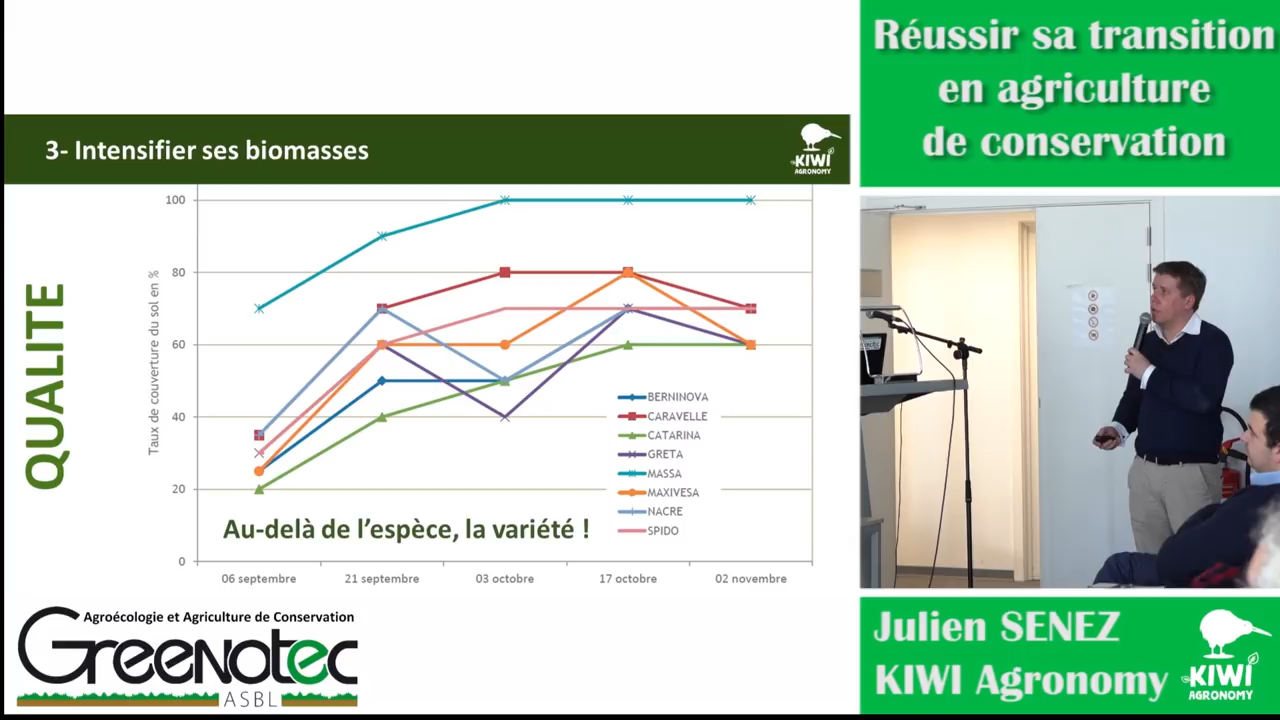 Réussir sa transition
en agriculture
de conservation
3- Intensifier ses biomasses
KIWI
AGRONOMY
QUALITE
Taux de couverture du sol en %
100
80
60
40
20
0
06 septembre
21 septembre
03 octobre
17 octobre
02 novembre
BERNINOVA
CARAVELLE
CATARINA
GRETA
MASSA
MAXIVESA
NACRE
SPIDO
Au-delà de l’espèce, la variété !
Agroécologie et Agriculture de Conservation
Greenotec
ASBL
Julien SENEZ
KIWI Agronomy
KIWI
AGRONOMY